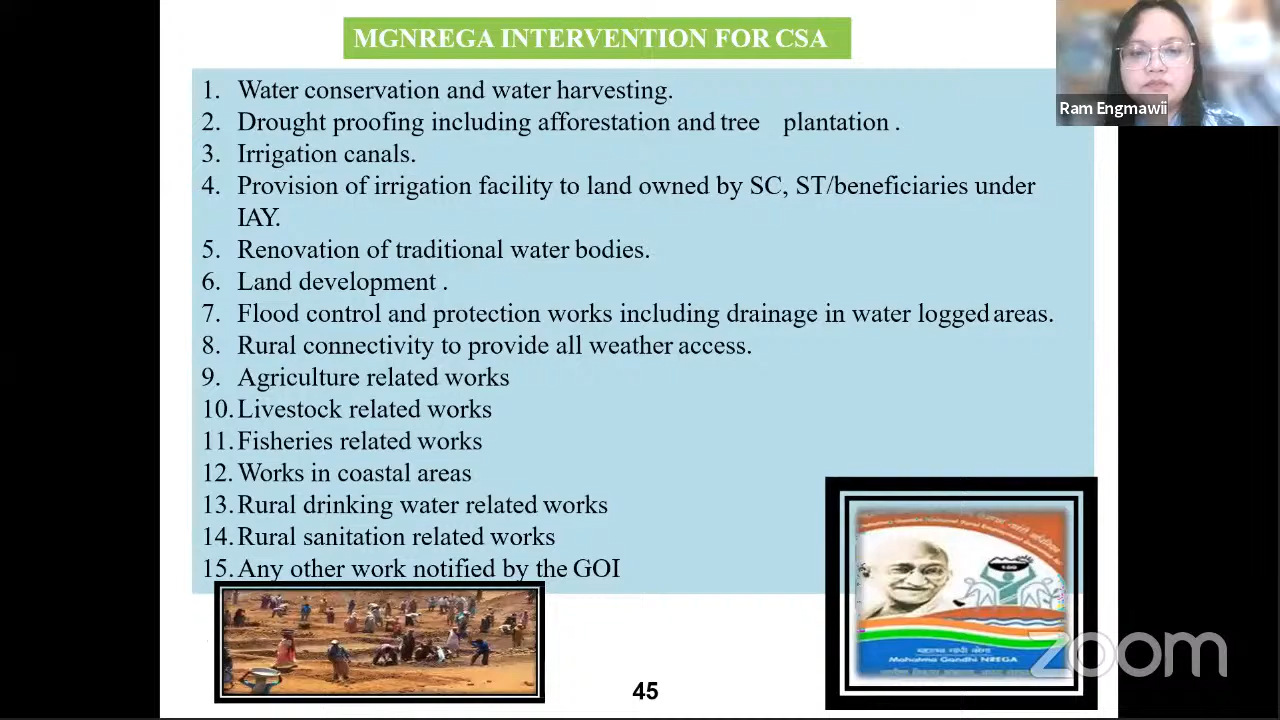 MGNREGA INTERVENTION FOR CSA
Ram Engmawii
1. Water conservation and water harvesting.
2. Drought proofing including afforestation and tree plantation .
3. Irrigation canals.
4. Provision of irrigation facility to land owned by SC, ST/beneficiaries under
IAY.
5. Renovation of traditional water bodies.
6. Land development .
7. Flood control and protection works including drainage in water logged areas.
8. Rural connectivity to provide all weather access.
9. Agriculture related works
10. Livestock related works
11. Fisheries related works
12. Works in coastal areas
13. Rural drinking water related works
14. Rural sanitation related works
15. Any other work notified by the GOI
महात्मा गांधी नरेगा
Mahatma Gandhi NREGA
zoom
45